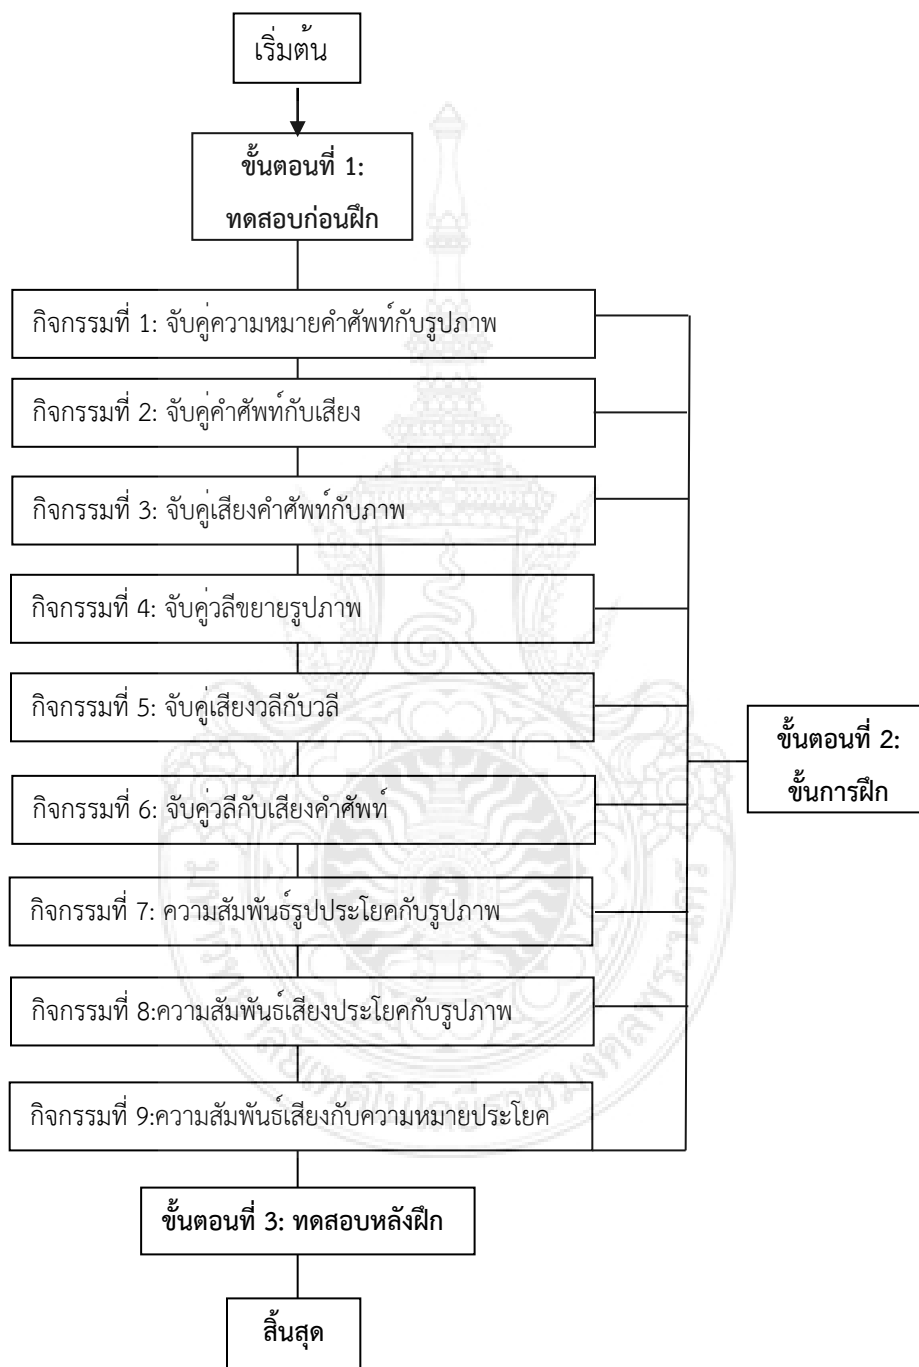 เริ่มต้น
ขั้นตอนที่ 1:
ทดสอบก่อนฝึก
กิจกรรมที่ 1: จับคู่ความหมายคำศัพท์กับรูปภาพ
กิจกรรมที่ 2: จับคู่คำศัพท์กับเสียง
กิจกรรมที่ 3: จับคู่เสียงคำศัพท์กับภาพ
กิจกรรมที่ 4: จับคู่วลีขยายรูปภาพ
กิจกรรมที่ 5: จับคู่เสียงวลีกับวลี
ขั้นตอนที่ 2:
ขั้นการฝึก
กิจกรรมที่ 6: จับคู่วลีกับเสียงคำศัพท์
กิจกรรมที่ 7: ความสัมพันธ์รูปประโยคกับรูปภาพ
กิจกรรมที่ 8:ความสัมพันธ์เสียงประโยคกับรูปภาพ
กิจกรรมที่ 9:ความสัมพันธ์เสียงกับความหมายประโยค
ขั้นตอนที่ 3: ทดสอบหลังฝึก
สิ้นสุด